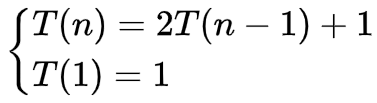 T(n) = 2T(n − 1) + 1
T(1) = 1